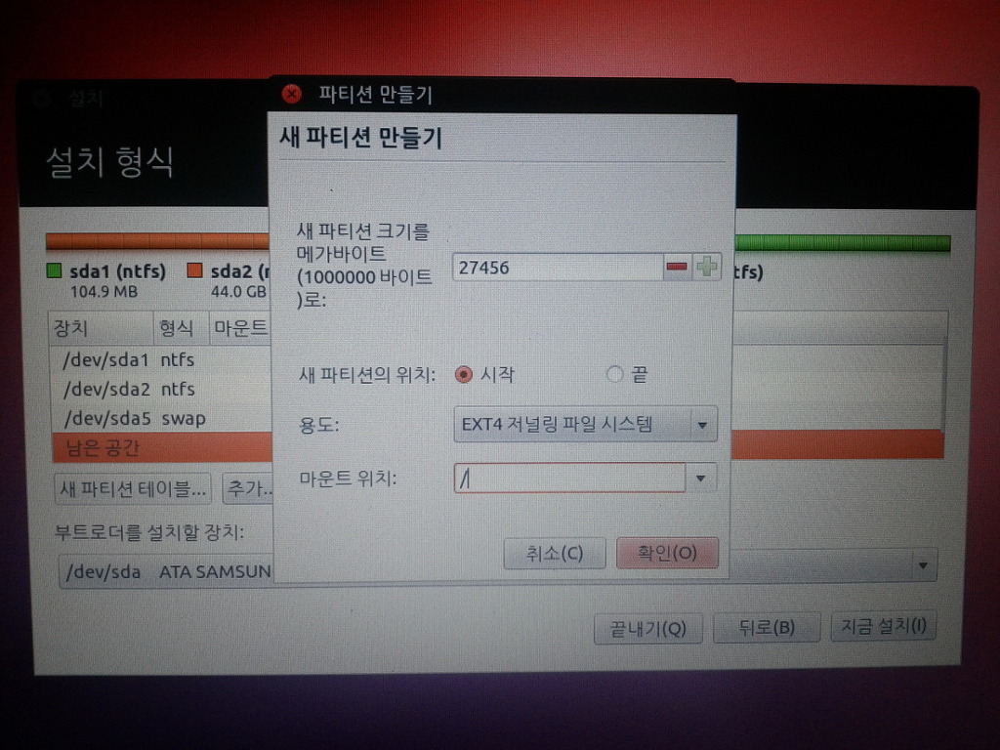 설치
파티션 만들기
설치 형식
새 파티션 만들기
새 파티션 크기를
메가바이트
(1000000 바이트
)로:
27456
sda1 (ntfs)
104.9 MB
sda2 (
44.0 GB
tfs)
장치 형식 마운트
/dev/sda1 ntfs
/dev/sda2 ntfs
/dev/sda5 swap
남은 공간
새 파티션의 위치: 시작 끝
용도: EXT4 저널링 파일 시스템
마운트 위치: /
새 파티션 테이블... 추가..
부트로더를 설치할 장치:
/dev/sda ATA SAMSUN
취소(C) 확인(O)
끝내기(Q) 뒤로(B) 지금 설치(I)